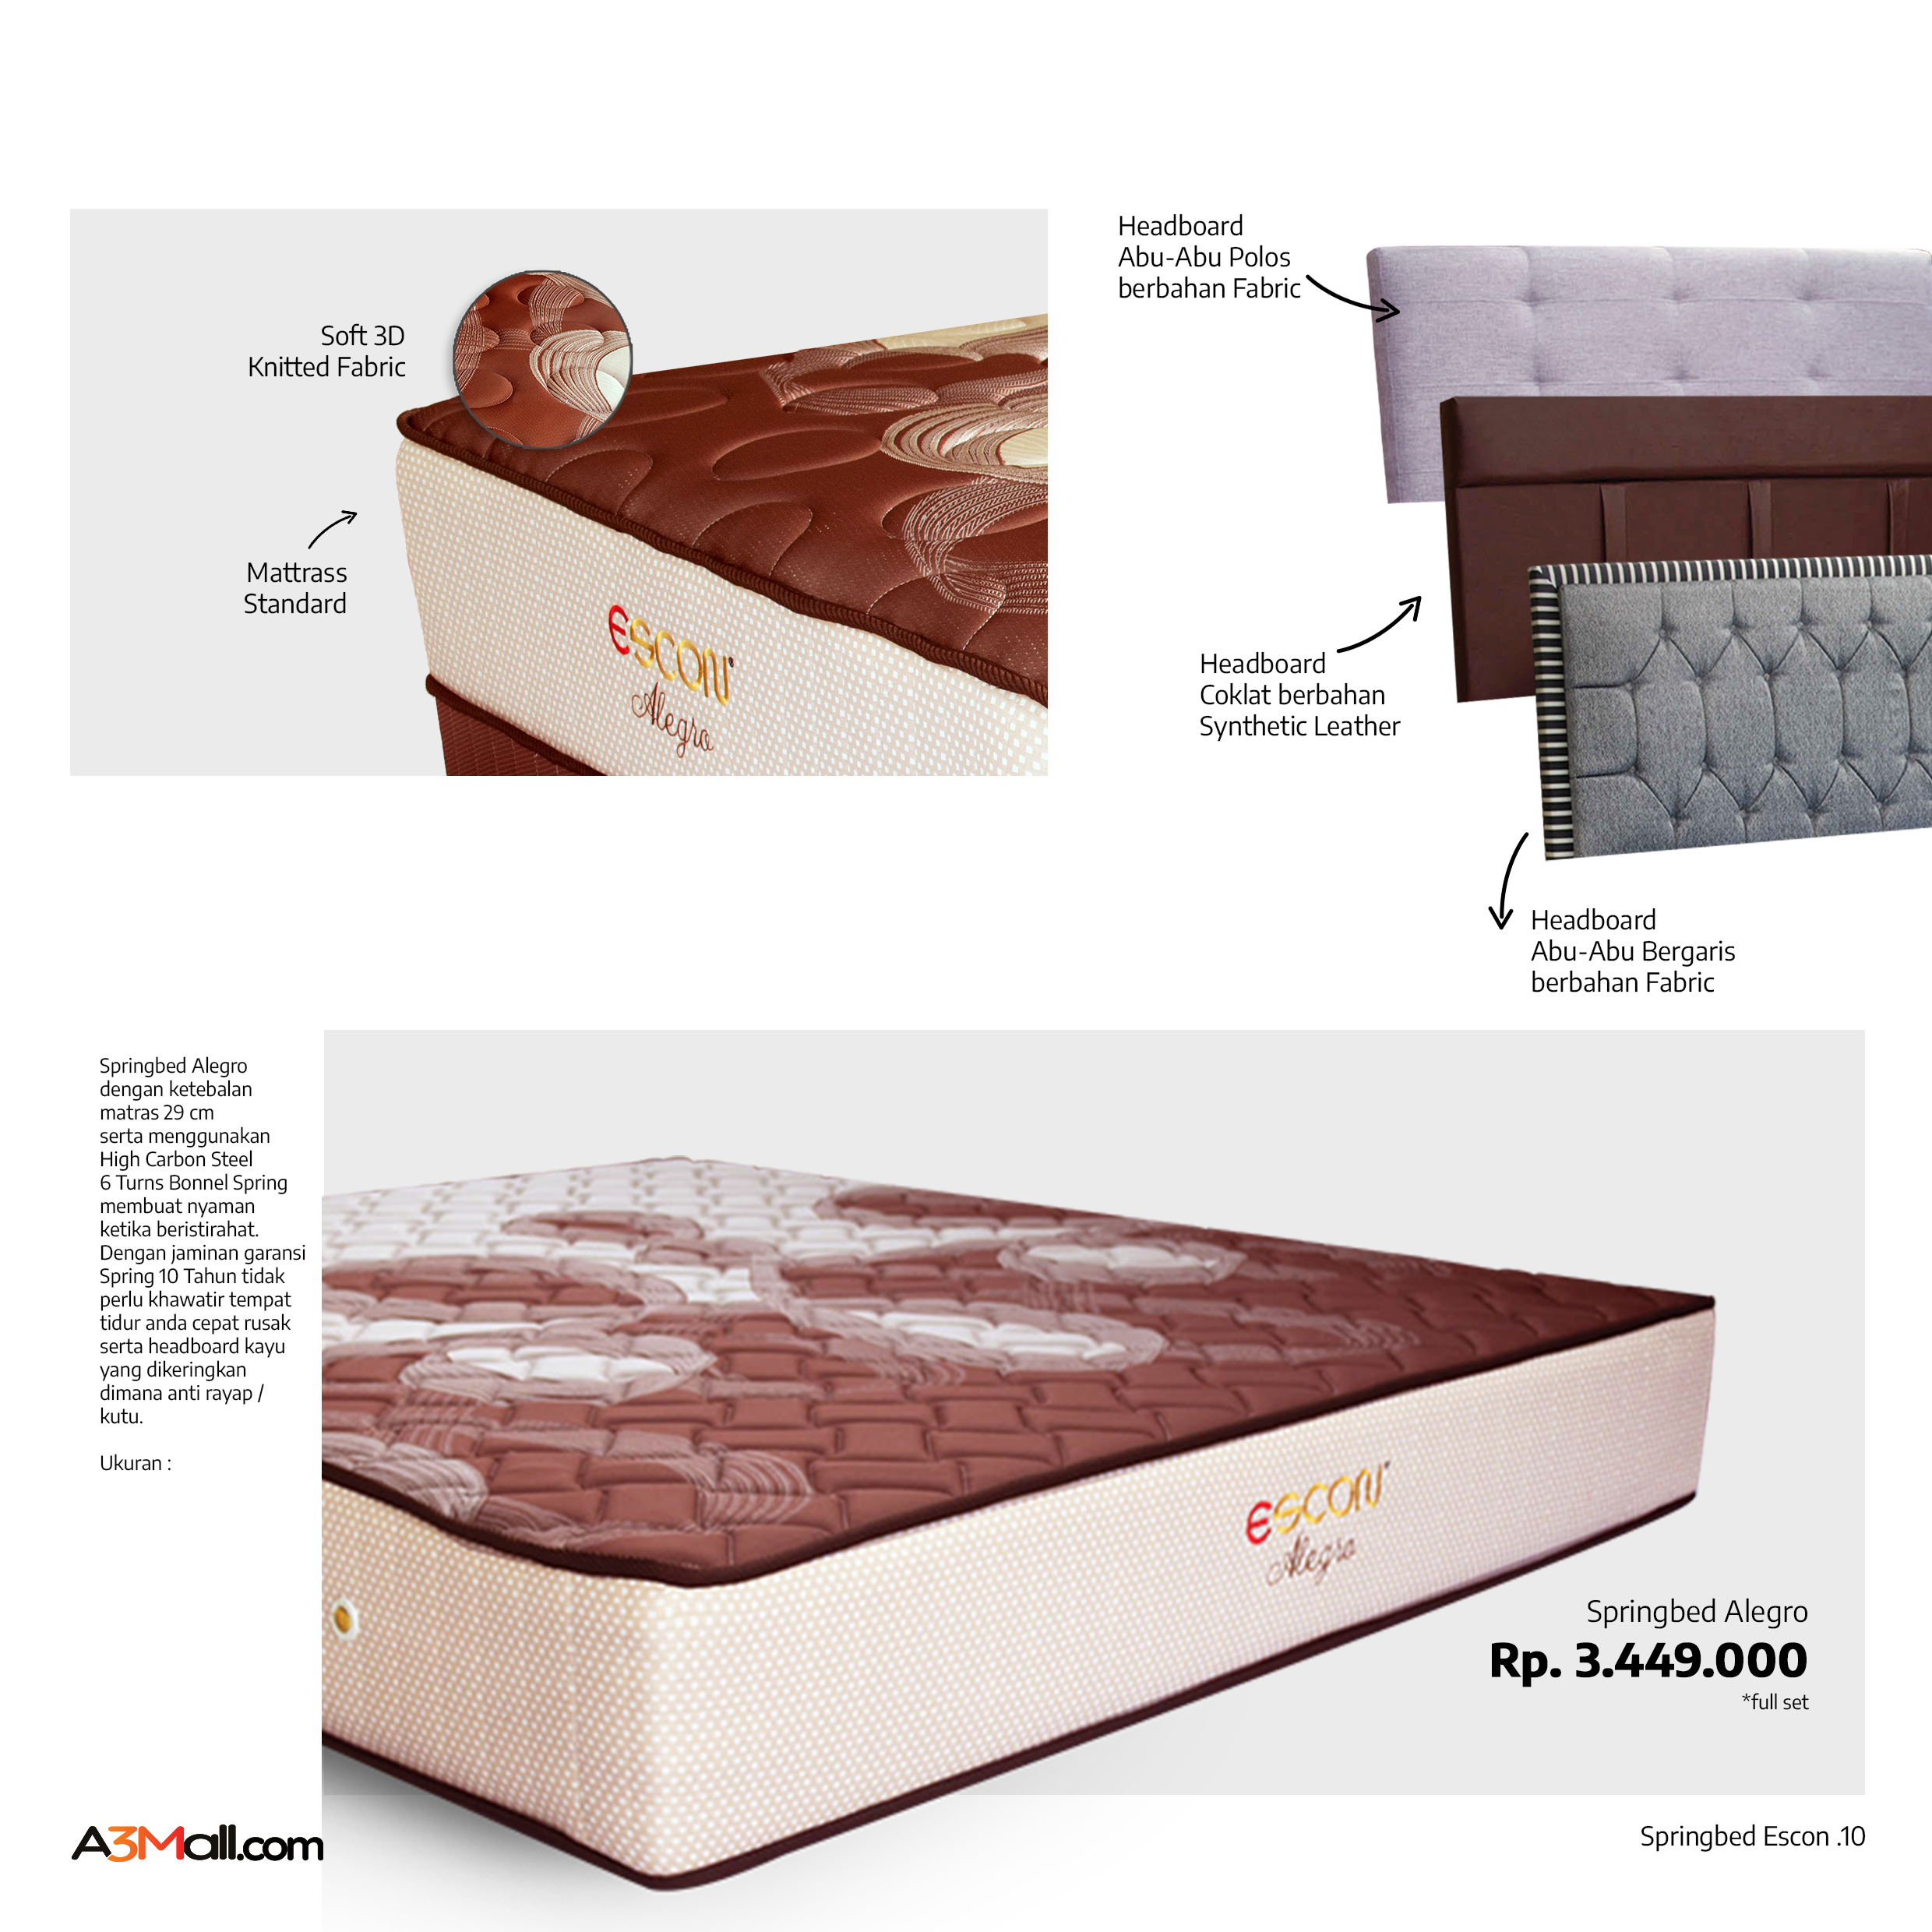 Soft 3D
Knitted Fabric
Mattrass
Standard
escon
Alegro
Headboard
Abu-Abu Polos
berbahan Fabric
Headboard
Coklat berbahan
Synthetic Leather
Headboard
Abu-Abu Bergaris
berbahan Fabric
Springbed Alegro
dengan ketebalan
matras 29 cm
serta menggunakan
High Carbon Steel
6 Turns Bonnel Spring
membuat nyaman
ketika beristirahat.
Dengan jaminan garansi
Spring 10 Tahun tidak
perlu khawatir tempat
tidur anda cepat rusak
serta headboard kayu
yang dikeringkan
dimana anti rayap /
kutu.
Ukuran :
escon
Alegro
Springbed Alegro
Rp. 3.449.000
*full set
A3Mall.com
Springbed Escon .10